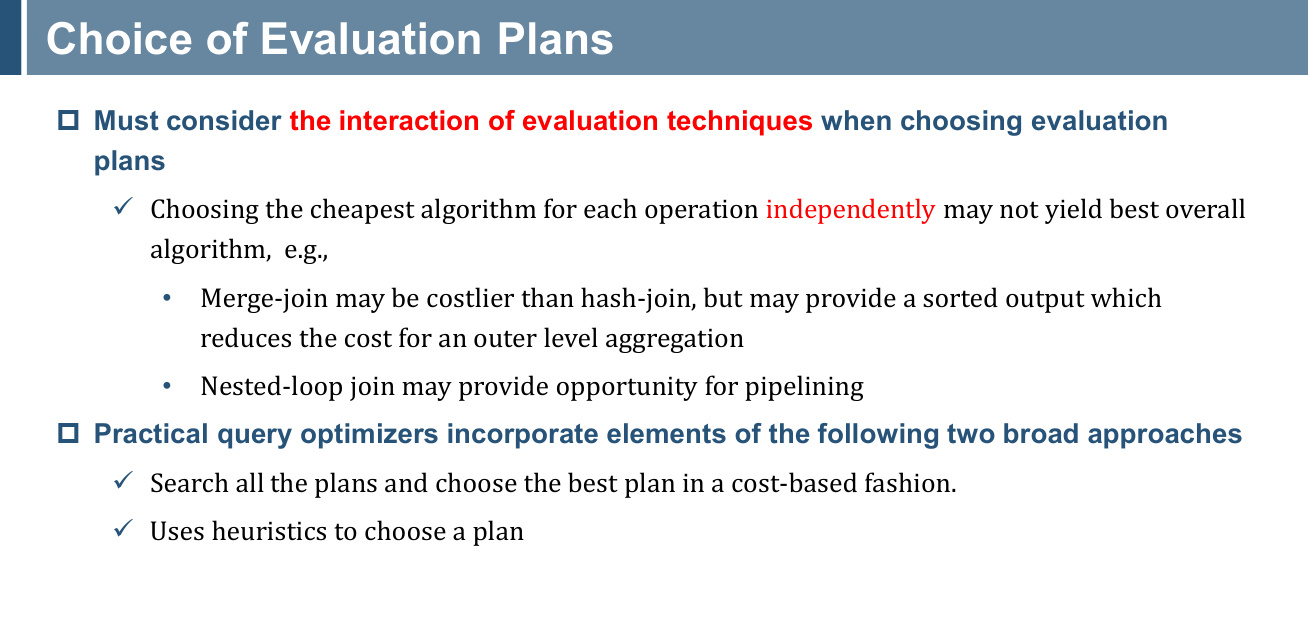 Choice of Evaluation Plans
Must consider the interaction of evaluation techniques when choosing evaluation
plans
✓ Choosing the cheapest algorithm for each operation independently may not yield best overall
algorithm,  e.g.,
• Merge-join may be costlier than hash-join, but may provide a sorted output which
reduces the cost for an outer level aggregation
• Nested-loop join may provide opportunity for pipelining
Practical query optimizers incorporate elements of the following two broad approaches
✓ Search all the plans and choose the best plan in a cost-based fashion.
✓ Uses heuristics to choose a plan